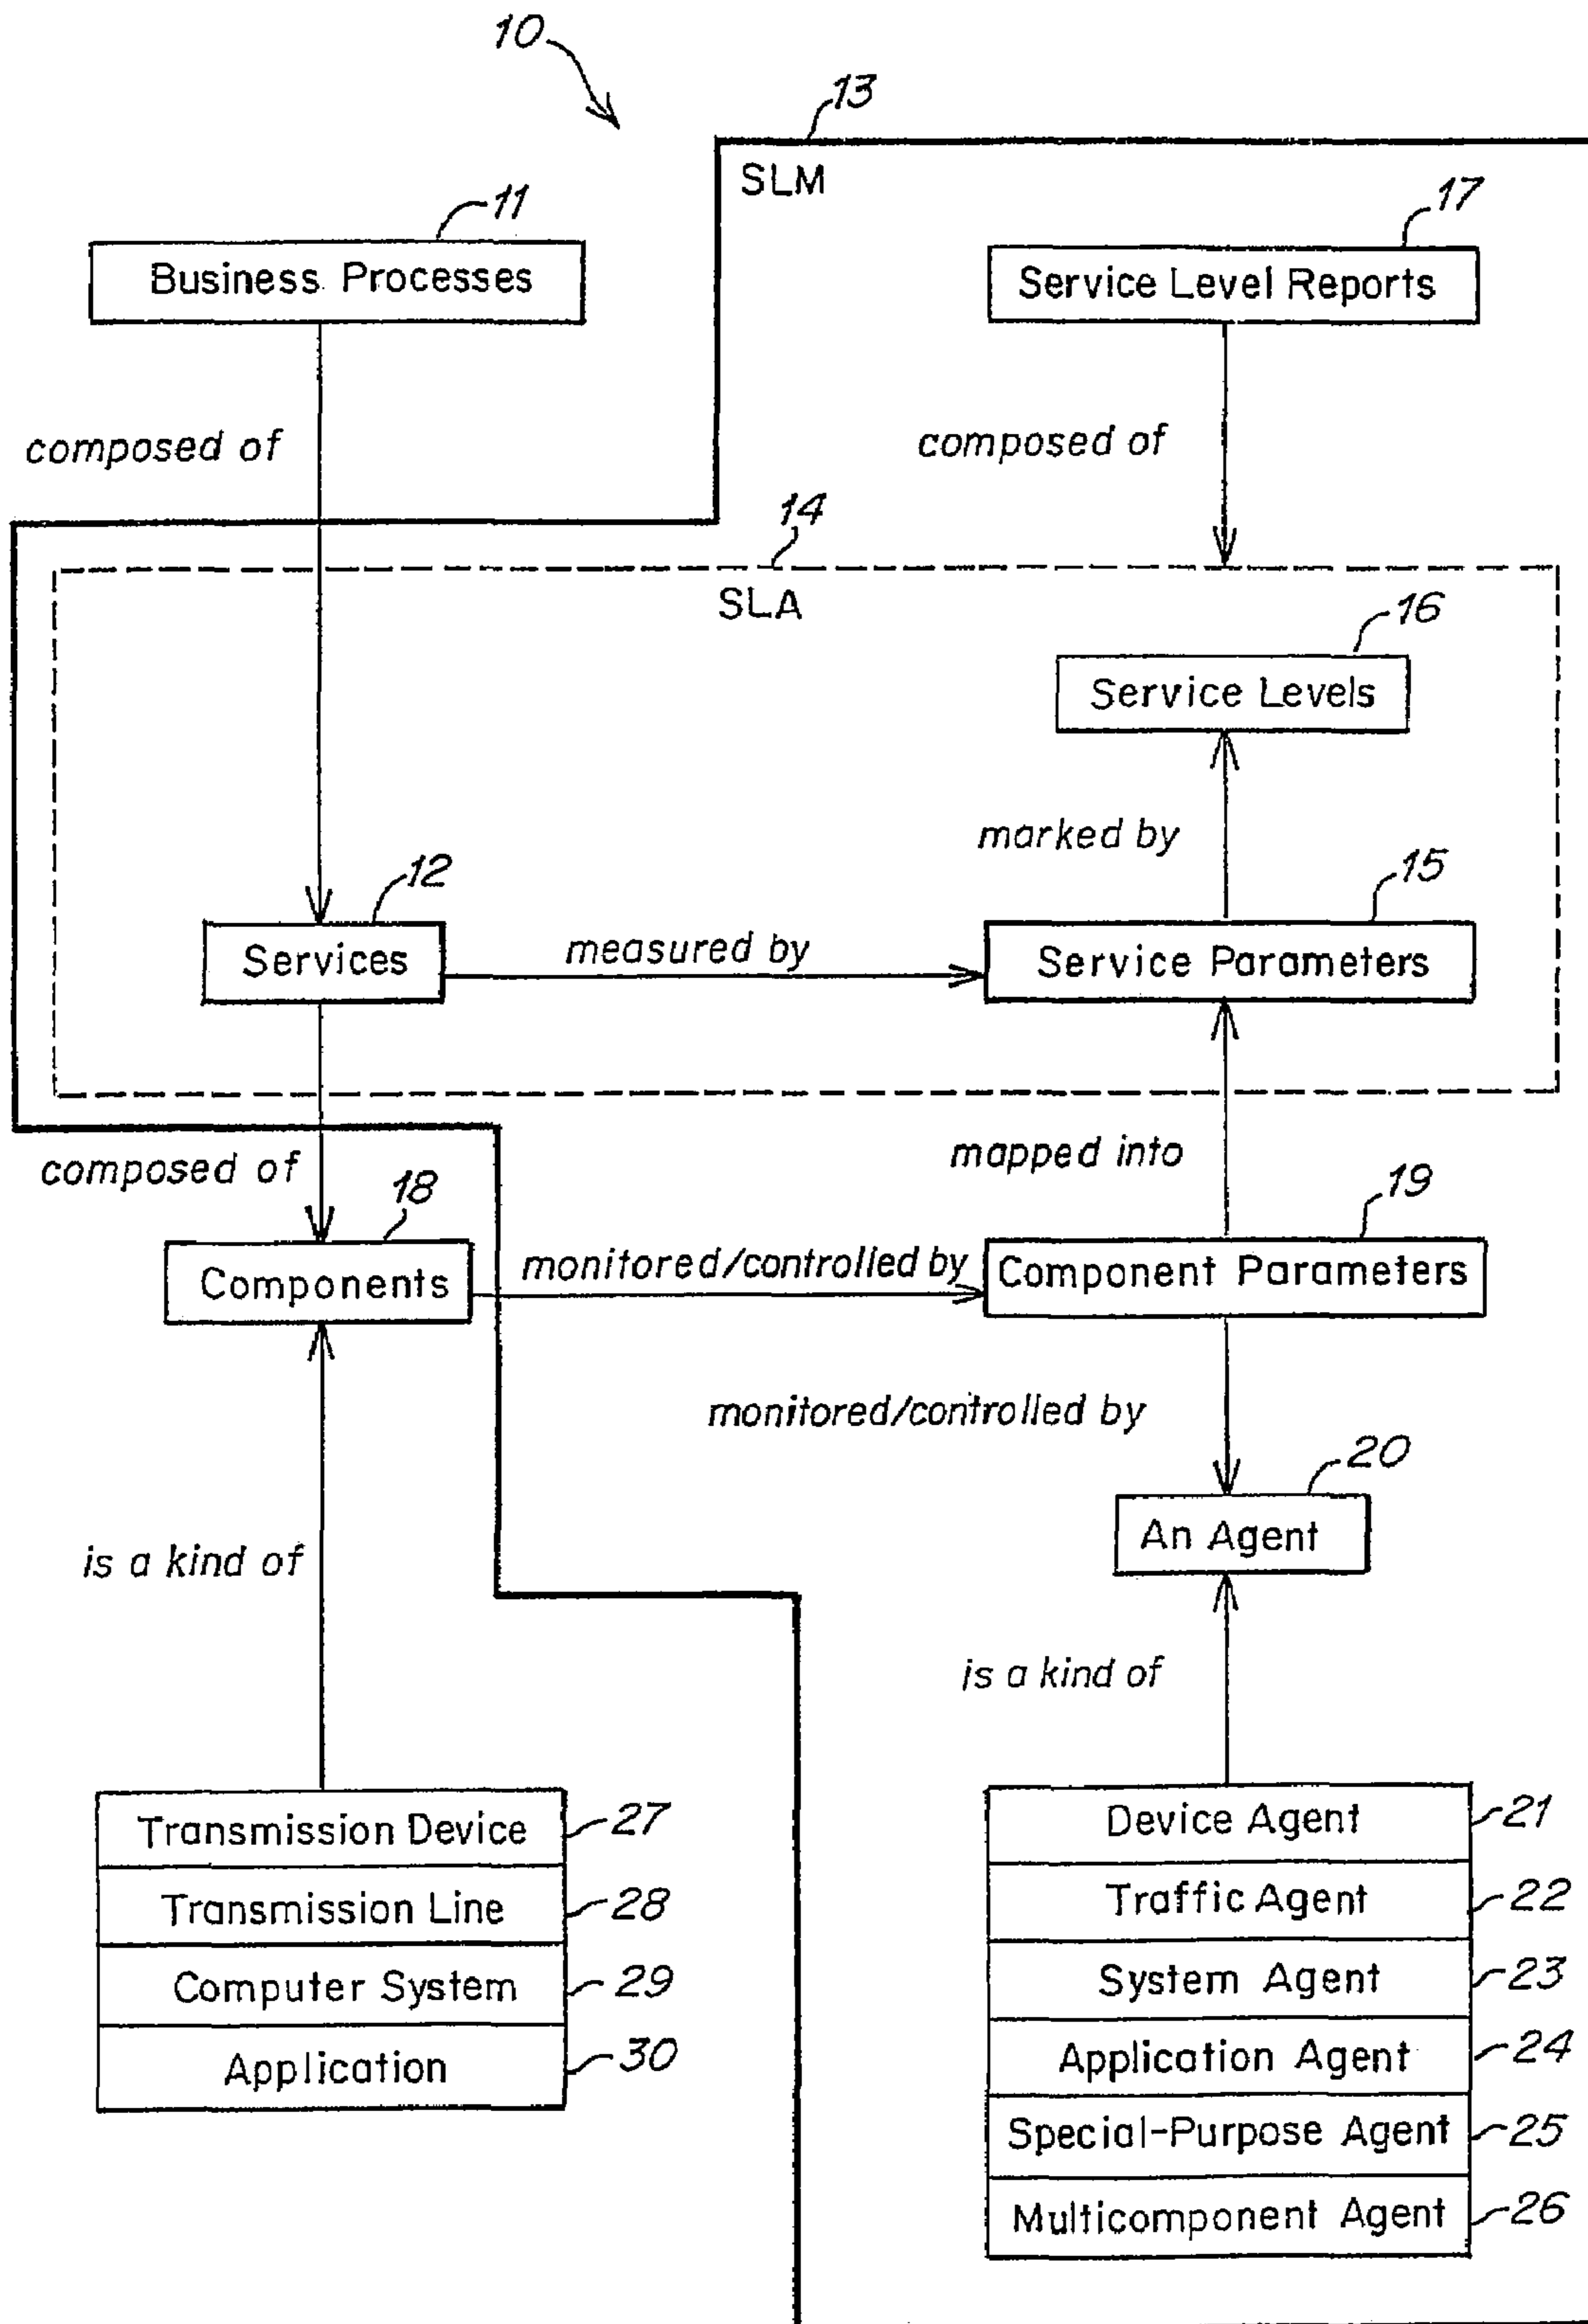 10
13
SLM
11
Business Processes
17
Service Level Reports
composed of
composed of
14
SLA
16
Service Levels
marked by
12
Services
measured by
15
Service Parameters
composed of
mapped into
18
Components
monitored/controlled by
19
Component Parameters
monitored/controlled by
20
An Agent
is a kind of
is a kind of
Transmission Device 27
Transmission Line 28
Computer System 29
Application 30
Device Agent 21
Traffic Agent 22
System Agent 23
Application Agent 24
Special-Purpose Agent 25
Multicomponent Agent 26